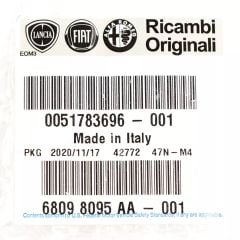 LANCIA FIAT ALFA ROMEO
Ricambi
Originali
EOM3
0051783696 - 001
Made in Italy
PKG 2020/11/17 42772 47N-M4
6809 8095 AA - 001